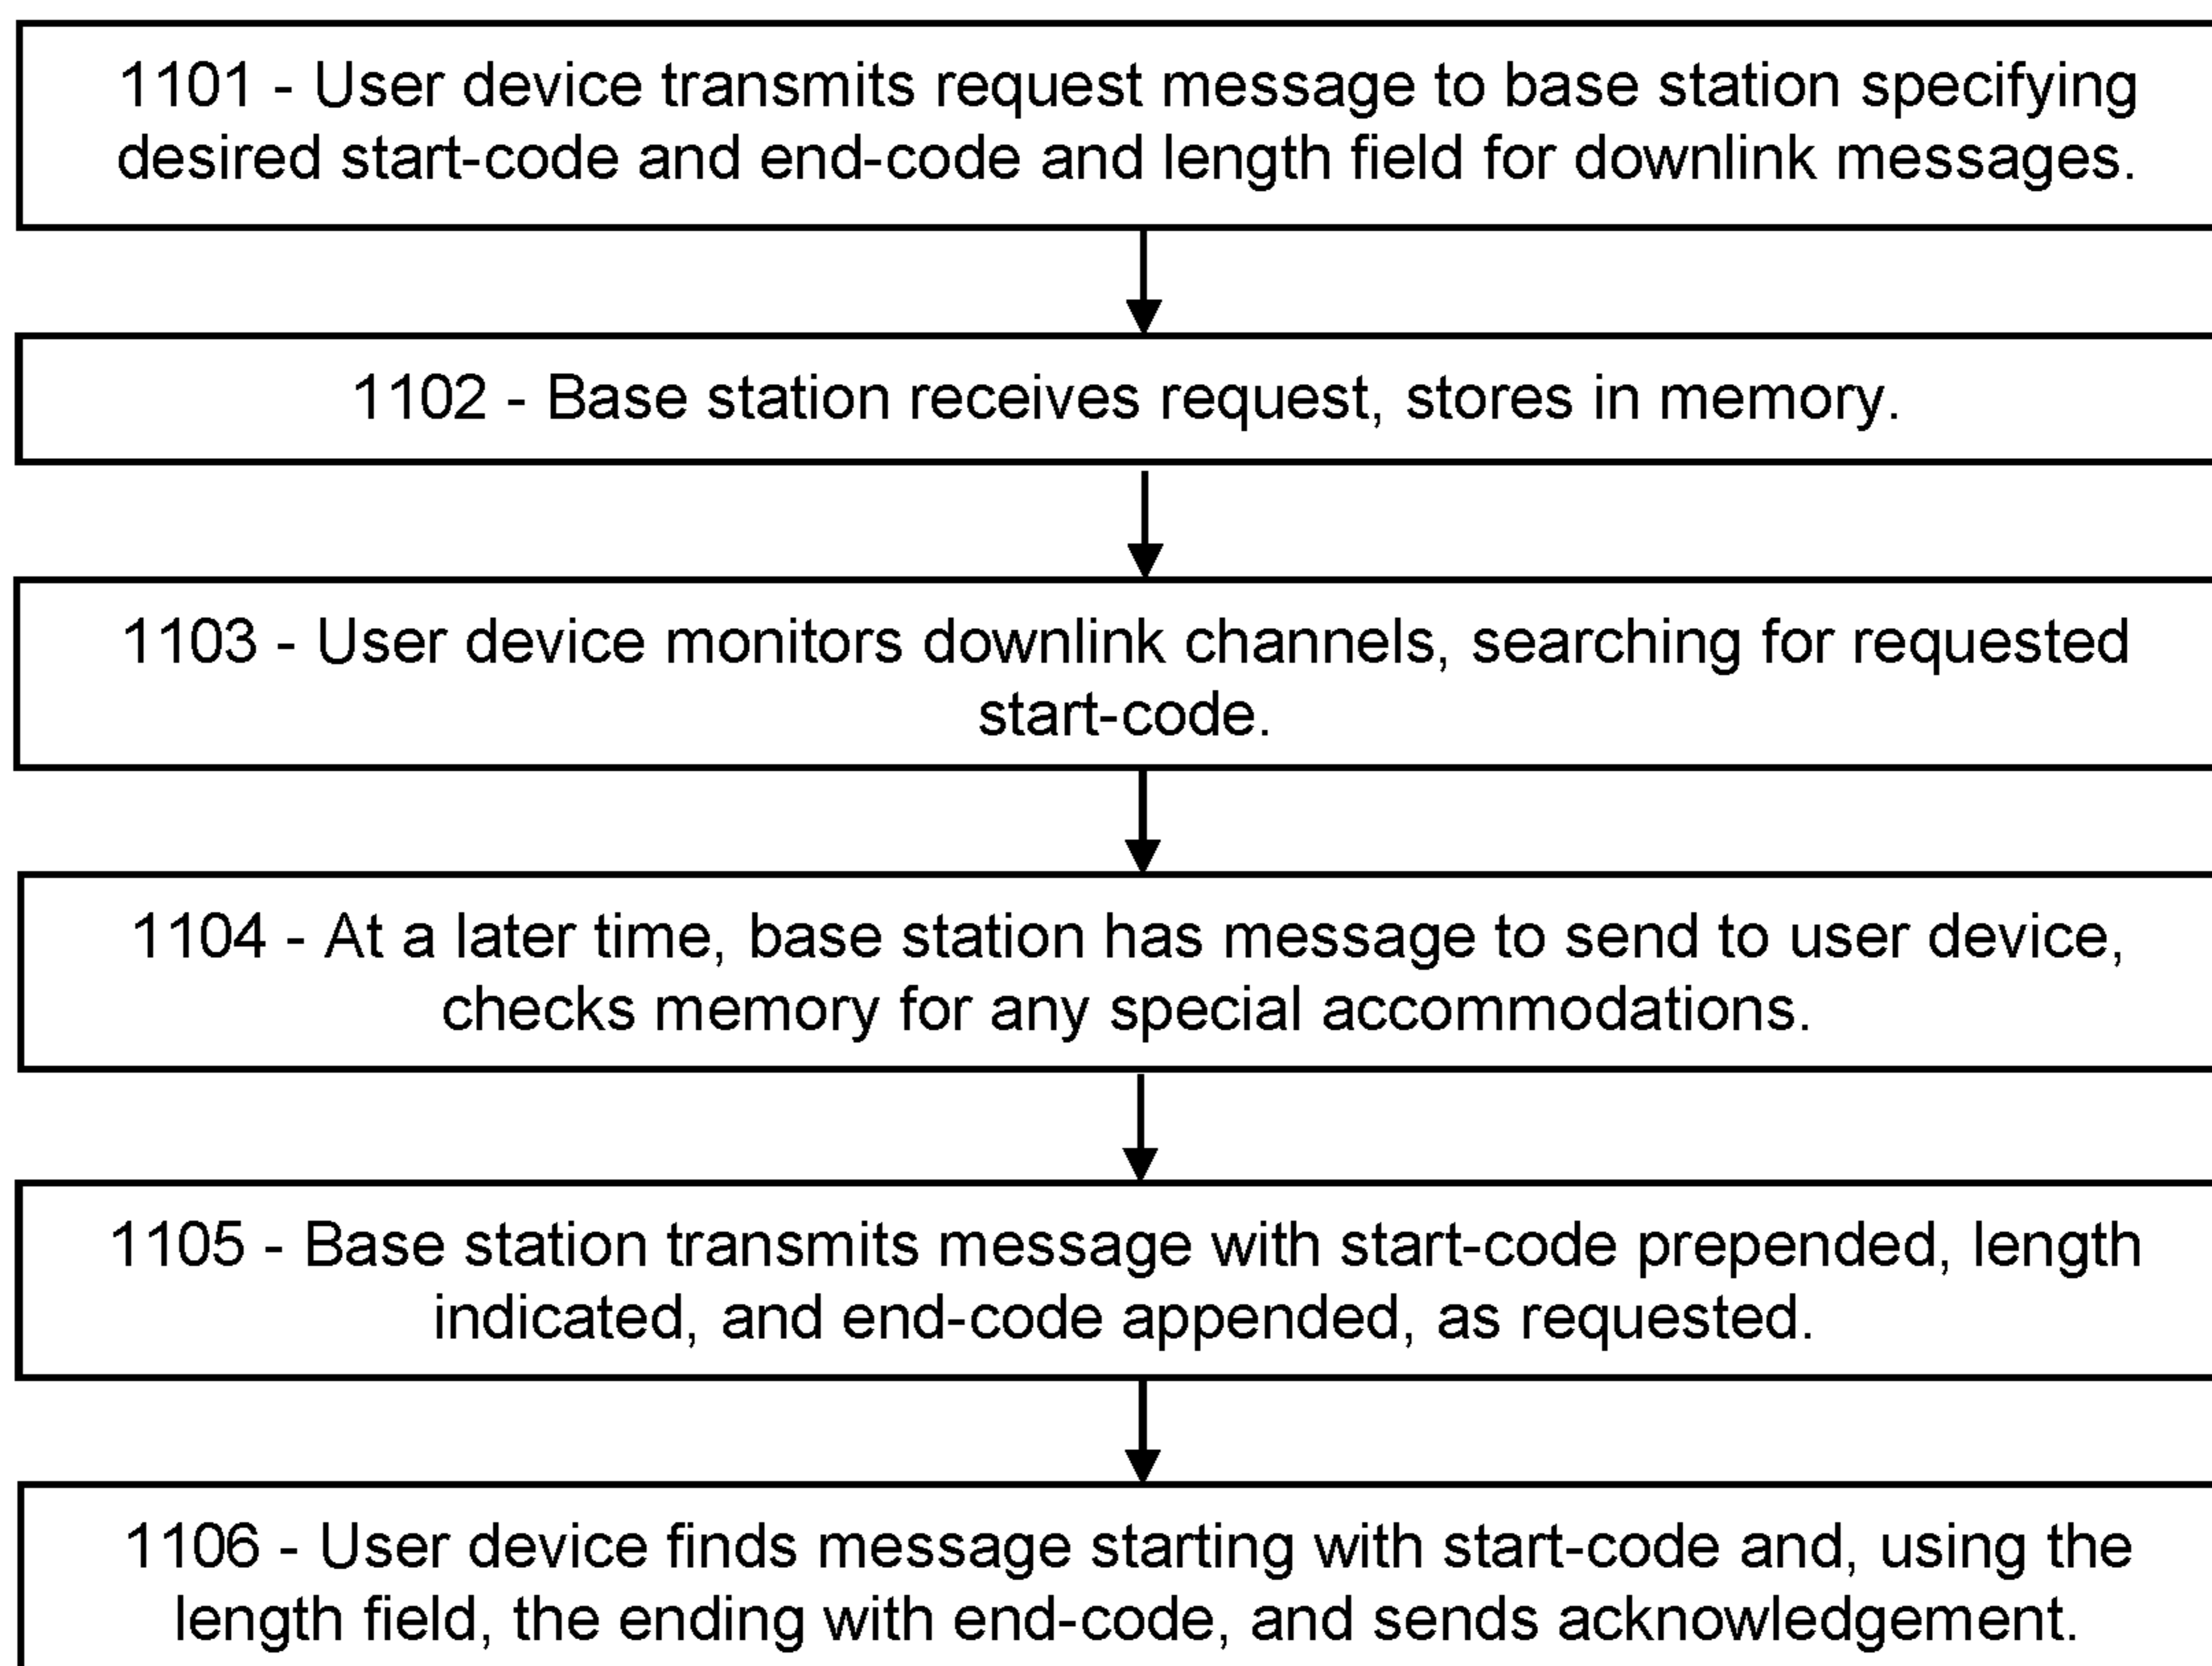 1101 - User device transmits request message to base station specifying
desired start-code and end-code and length field for downlink messages.
1102 - Base station receives request, stores in memory.
1103 - User device monitors downlink channels, searching for requested
start-code.
1104 - At a later time, base station has message to send to user device,
checks memory for any special accommodations.
1105 - Base station transmits message with start-code prepended, length
indicated, and end-code appended, as requested.
1106 - User device finds message starting with start-code and, using the
length field, the ending with end-code, and sends acknowledgement.